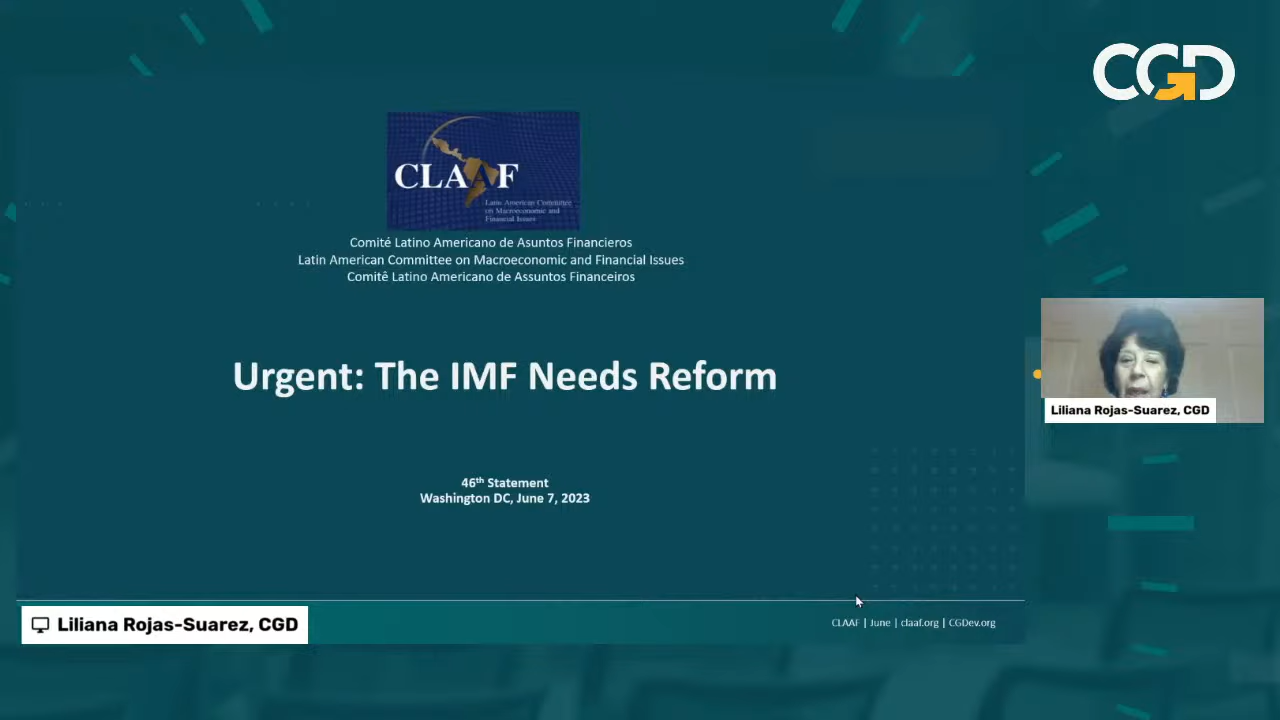 CGD
CLAAF
Latin American Committee
on Macroeconomic and
Financial Issues
Comité Latino Americano de Asuntos Financieros
Latin American Committee on Macroeconomic and Financial Issues
Comitê Latino Americano de Assuntos Financeiros
Urgent: The IMF Needs Reform
46th Statement
Washington DC, June 7, 2023
Liliana Rojas-Suarez, CGD
Liliana Rojas-Suarez, CGD
CLAAF | June | claaf.org | CGDev.org